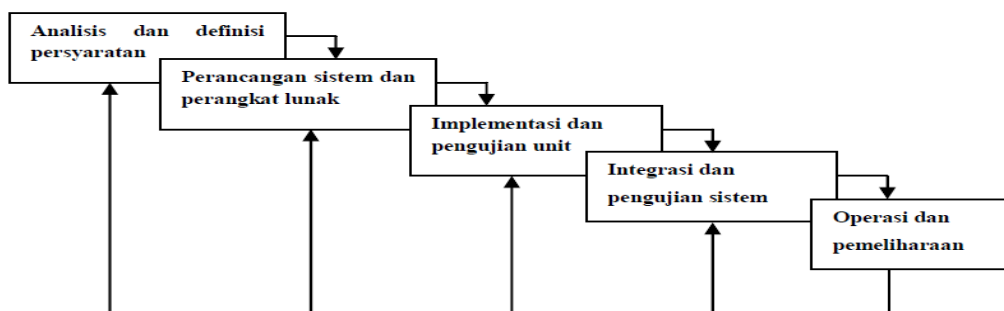 Analisis dan definisi
persyaratan
Perancangan sistem dan
perangkat lunak
Implementasi dan
pengujian unit
Integrasi dan
pengujian sistem
Operasi dan
pemeliharaan